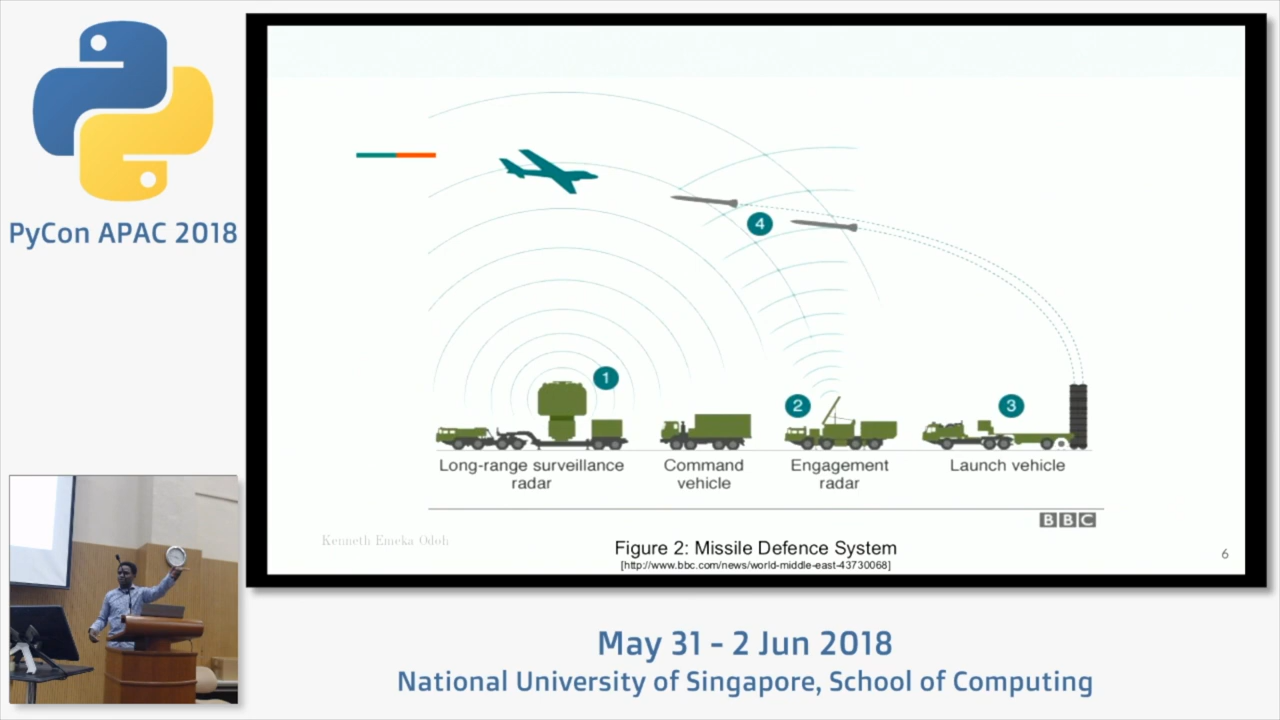 PyCon APAC 2018
4
1
2
3
Long-range surveillance
radar
Command
vehicle
Engagement
radar
Launch vehicle
BBC
Kenneth Emeka Odoh
Figure 2: Missile Defence System
[http://www.bbc.com/news/world-middle-east-43730068]
6
May 31 - 2 Jun 2018
National University of Singapore, School of Computing